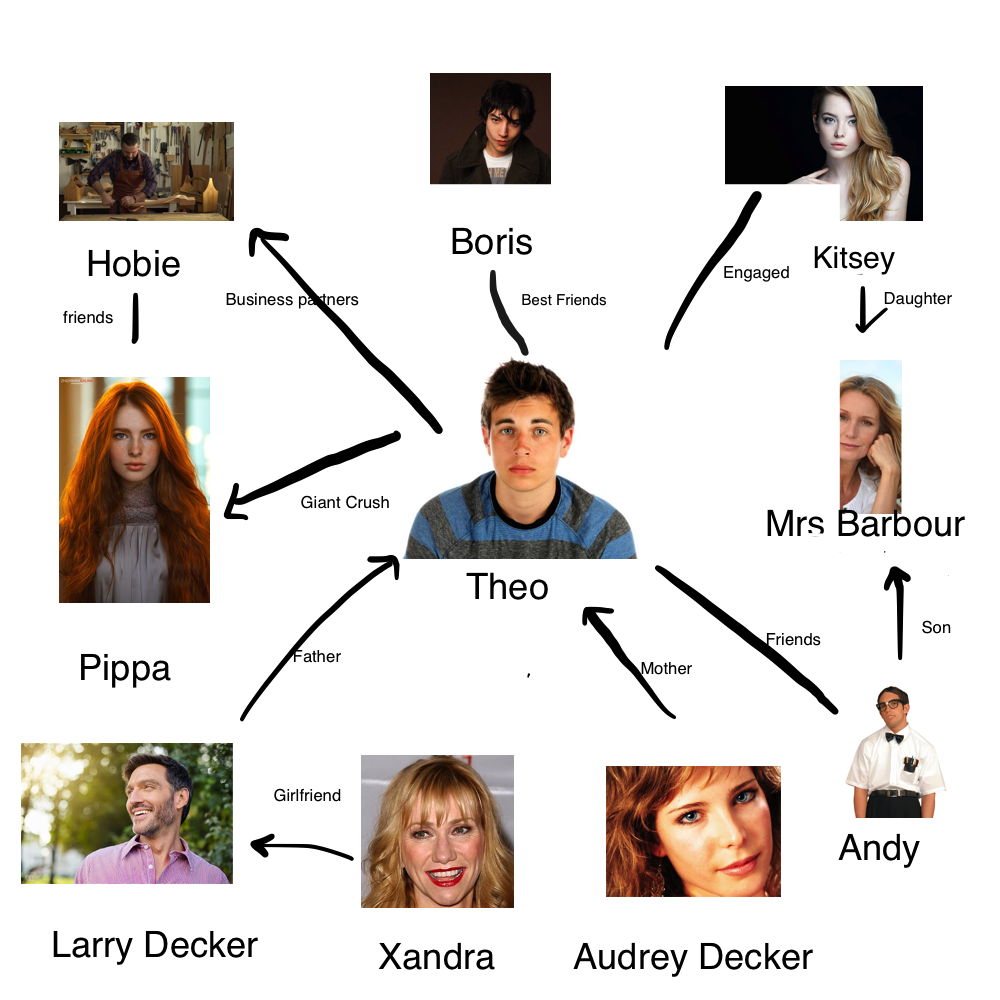 Boris
Hobie
Kitsey
Engaged
Business partners
Best Friends
Daughter
friends
Giant Crush
Mrs Barbour
Theo
Pippa
Father
Mother
Friends
Son
Girlfriend
Andy
Larry Decker
Xandra
Audrey Decker